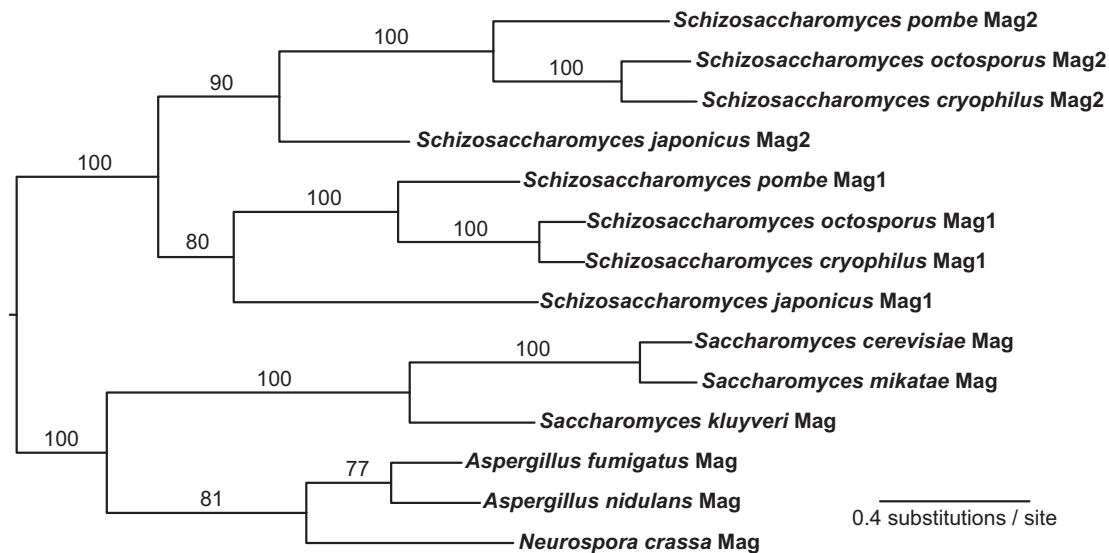 Schizosaccharomyces pombe Mag2
100
Schizosaccharomyces octosporus Mag2
100
90
Schizosaccharomyces cryophilus Mag2
Schizosaccharomyces japonicus Mag2
100
Schizosaccharomyces pombe Mag1
100
Schizosaccharomyces octosporus Mag1
100
80
Schizosaccharomyces cryophilus Mag1
Schizosaccharomyces japonicus Mag1
Saccharomyces cerevisiae Mag
100
Saccharomyces mikatae Mag
100
Saccharomyces kluyveri Mag
100
Aspergillus fumigatus Mag
77
Aspergillus nidulans Mag
81
0.4 substitutions / site
Neurospora crassa Mag